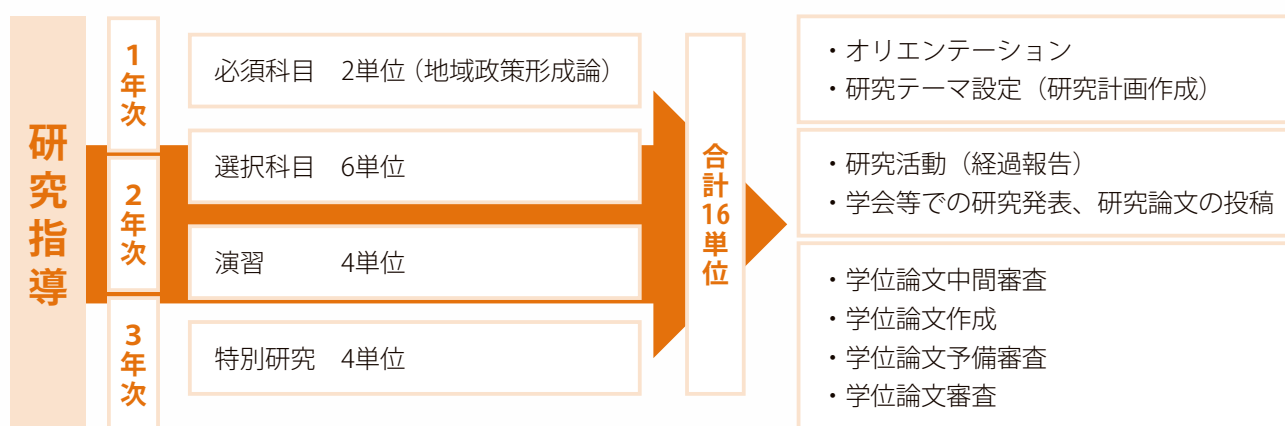 研究指導
1年次
2年次
3年次
必須科目 2単位（地域政策形成論）
選択科目 6単位
演習 4単位
特別研究 4単位
合計16単位
・オリエンテーション
・研究テーマ設定（研究計画作成）
・研究活動（経過報告）
・学会等での研究発表、研究論文の投稿
・学位論文中間審査
・学位論文作成
・学位論文予備審査
・学位論文審査